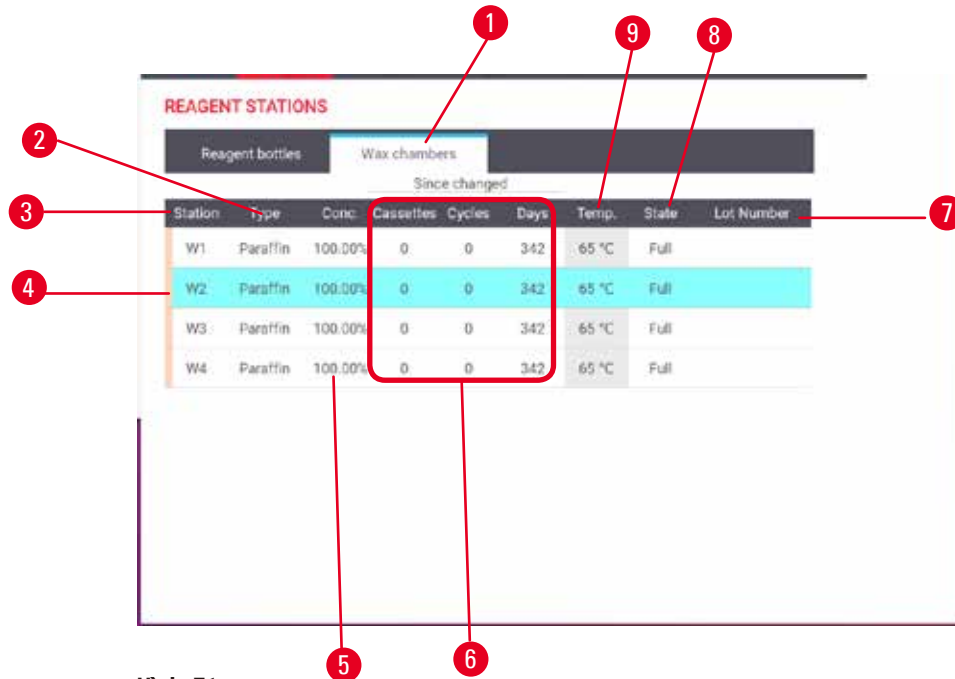 1
9
8
REAGENT STATIONS
2
Reagent bottles Wax chambers
Since changed
3
Station Type Conc Cassettes Cycles Days Temp. State Lot Number
7
W1 Paraffin 100.00% 0 0 342 65 °C Full
4
W2 Paraffin 100.00% 0 0 342 65 °C Full
W3 Paraffin 100.00% 0 0 342 65 °C Full
W4 Paraffin 100.00% 0 0 342 65 °C Full
5
6